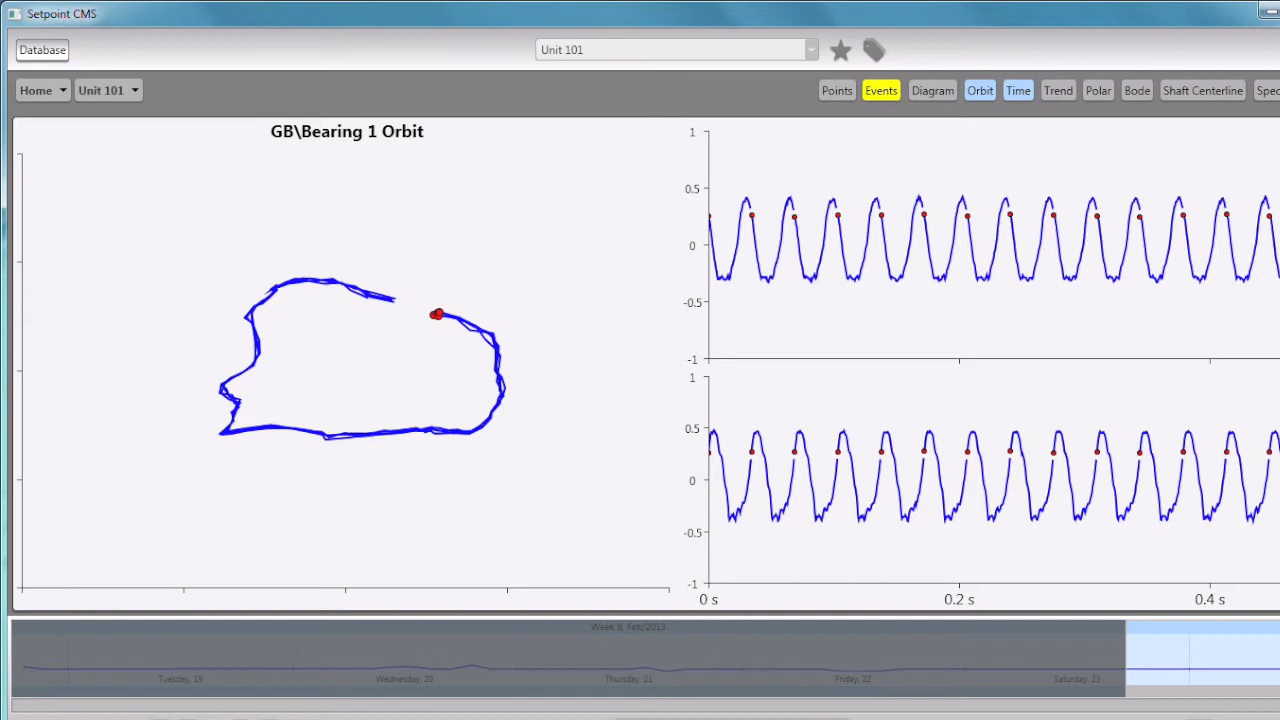 Setpoint CMS
Database
Unit 101
Home Unit 101 Points Events Diagram Orbit Time Trend Polar Bode Shaft Centerline Spec
GB\Bearing 1 Orbit
1
0.5
0
-0.5
-1
1
0.5
0
-0.5
-1
0 s 0.2 s 0.4 s
Week 8, Feb/2013
Tuesday, 19 Wednesday, 20 Thursday, 21 Friday, 22 Saturday, 23